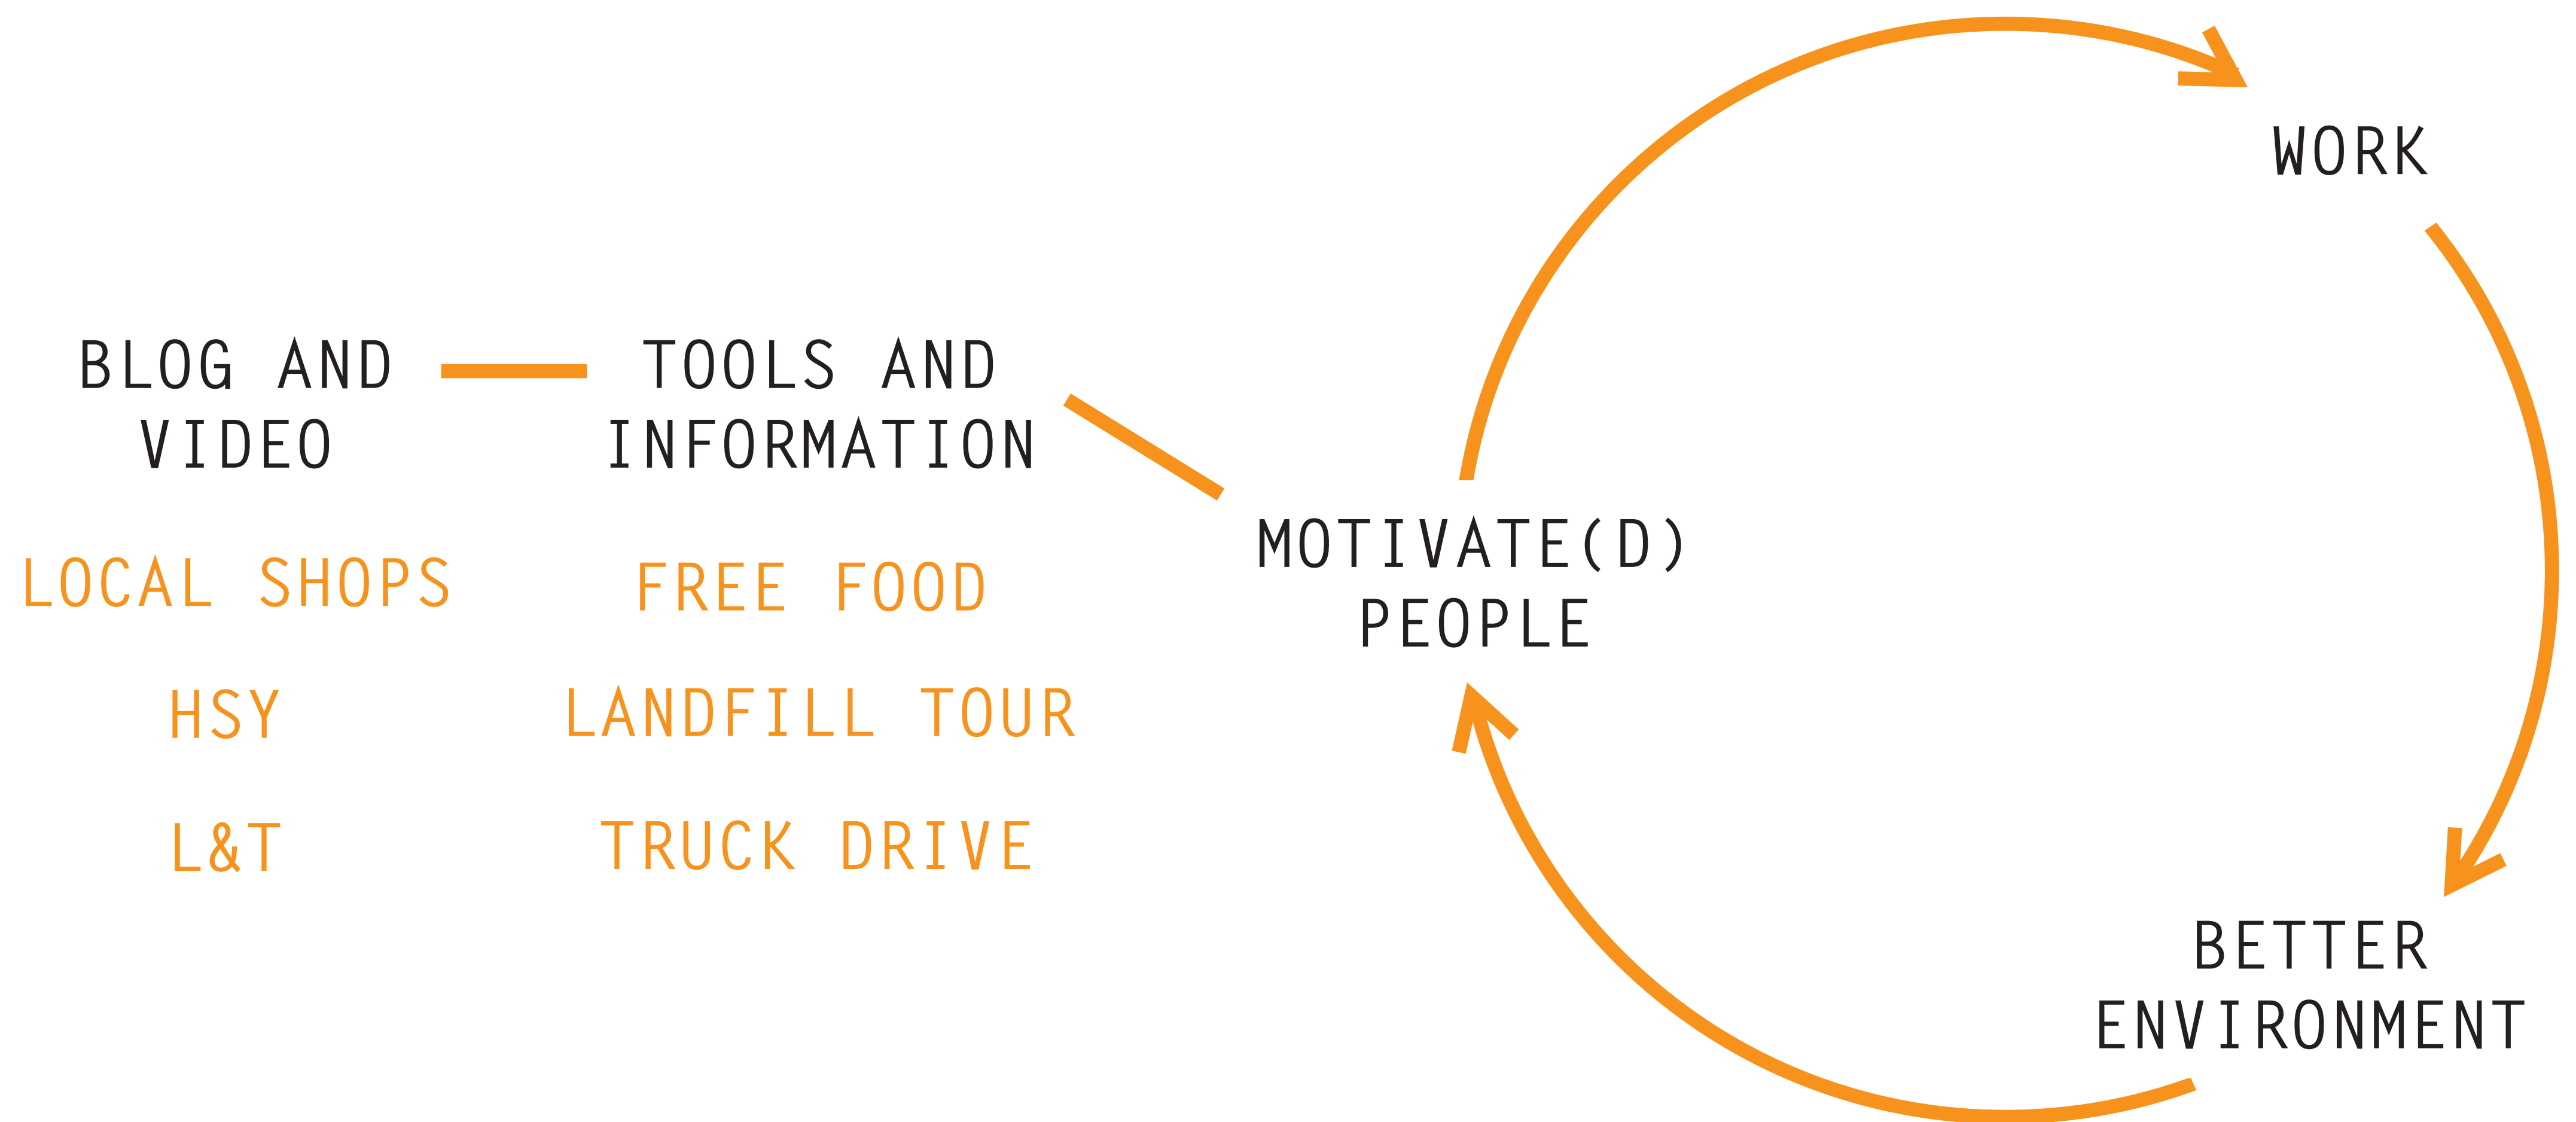 BLOG AND
VIDEO
LOCAL SHOPS
HSY
L&T
TOOLS AND
INFORMATION
FREE FOOD
LANDFILL TOUR
TRUCK DRIVE
MOTIVATE(D)
PEOPLE
WORK
BETTER
ENVIRONMENT